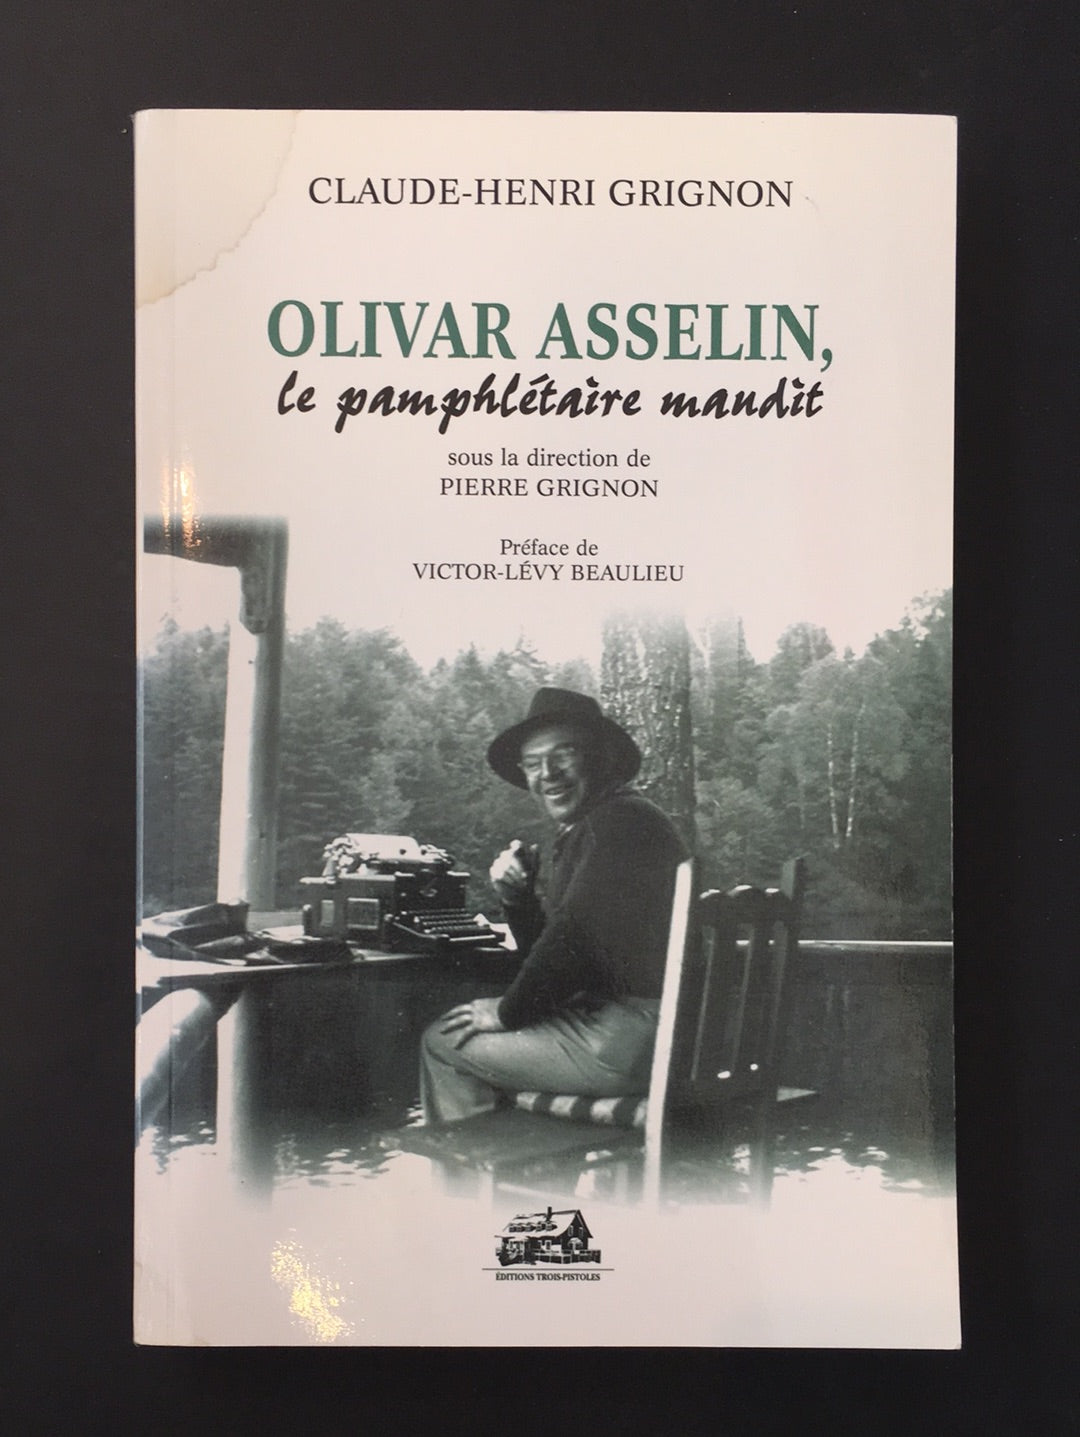 CLAUDE-HENRI GRIGNON
OLIVAR ASSELIN,
le pamphlétaire maudit
sous la direction de
PIERRE GRIGNON
Préface de
VICTOR-LÉVY BEAULIEU
ÉDITIONS TROIS-PISTOLES